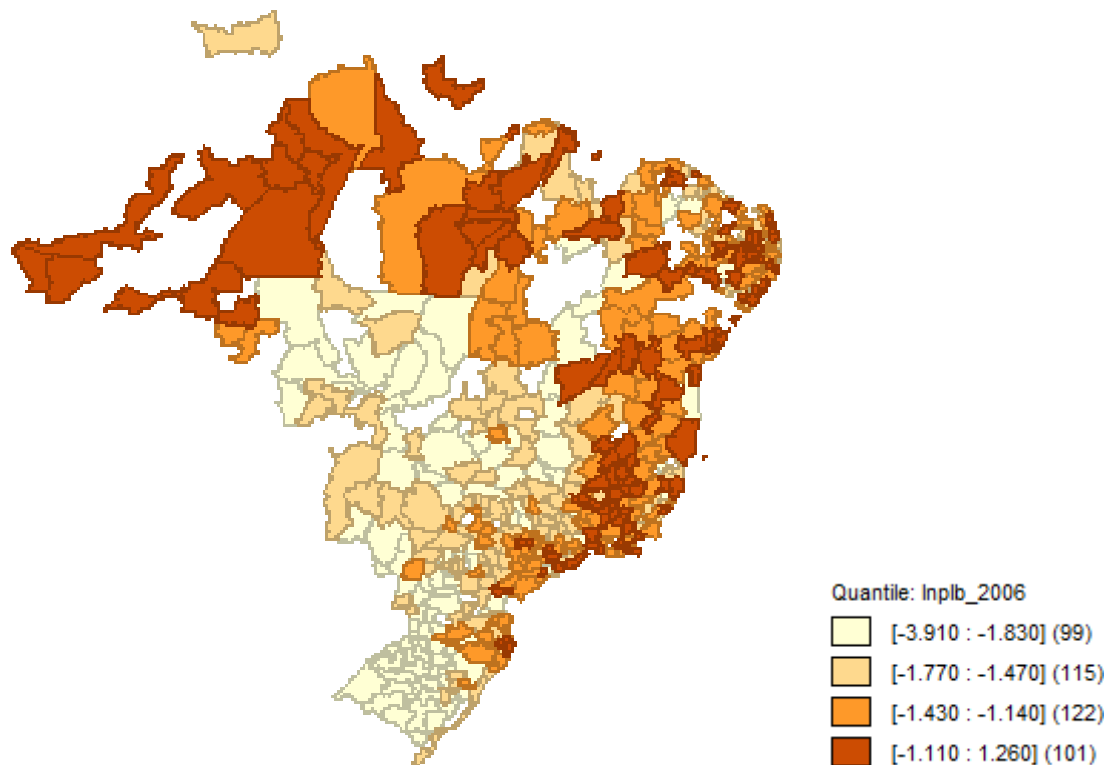 Quantile: lnplb_2006
[-3.910 : -1.830] (99)
[-1.770 : -1.470] (115)
[-1.430 : -1.140] (122)
[-1.110 : 1.260] (101)